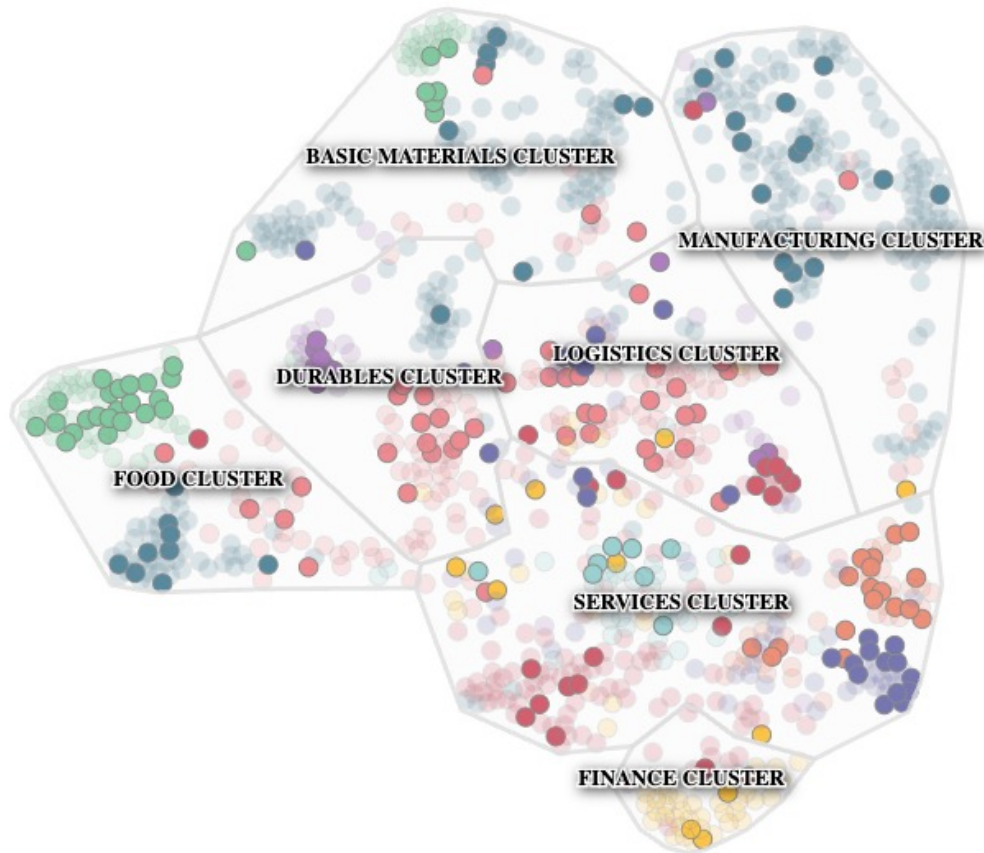 BASIC MATERIALS CLUSTER
MANUFACTURING CLUSTER
LOGISTICS CLUSTER
DURABLES CLUSTER
FOOD CLUSTER
SERVICES CLUSTER
FINANCE CLUSTER